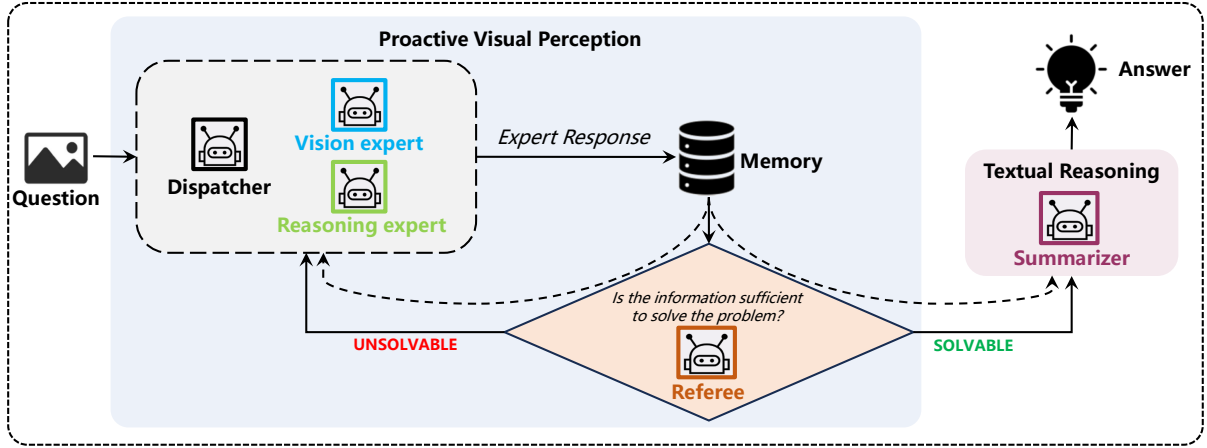 Proactive Visual Perception
Question
Dispatcher
Vision expert
Reasoning expert
Expert Response
Memory
Is the information sufficient
to solve the problem?
Referee
UNSOLVABLE
SOLVABLE
Textual Reasoning
Summarizer
Answer